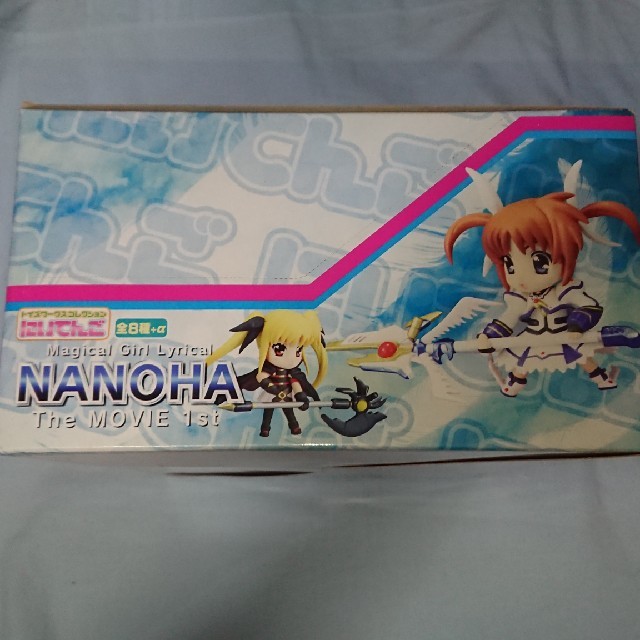 トイズワークスコレクション
にいてんご
全8種+α
Magical Girl Lyrical
NANOHA
The MOVIE 1st